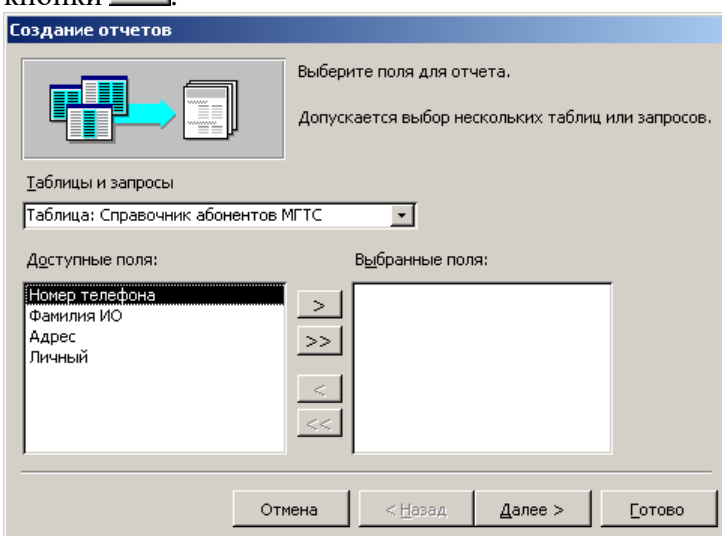 кнопки .
Создание отчетов
Выберите поля для отчета.
Допускается выбор нескольких таблиц или запросов.
Таблицы и запросы
Таблица: Справочник абонентов МГТС
Доступные поля:
Выбранные поля:
Номер телефона
Фамилия ИО
Адрес
Личный
>
>>
<
<<
Отмена
< Назад
Далее >
Готово